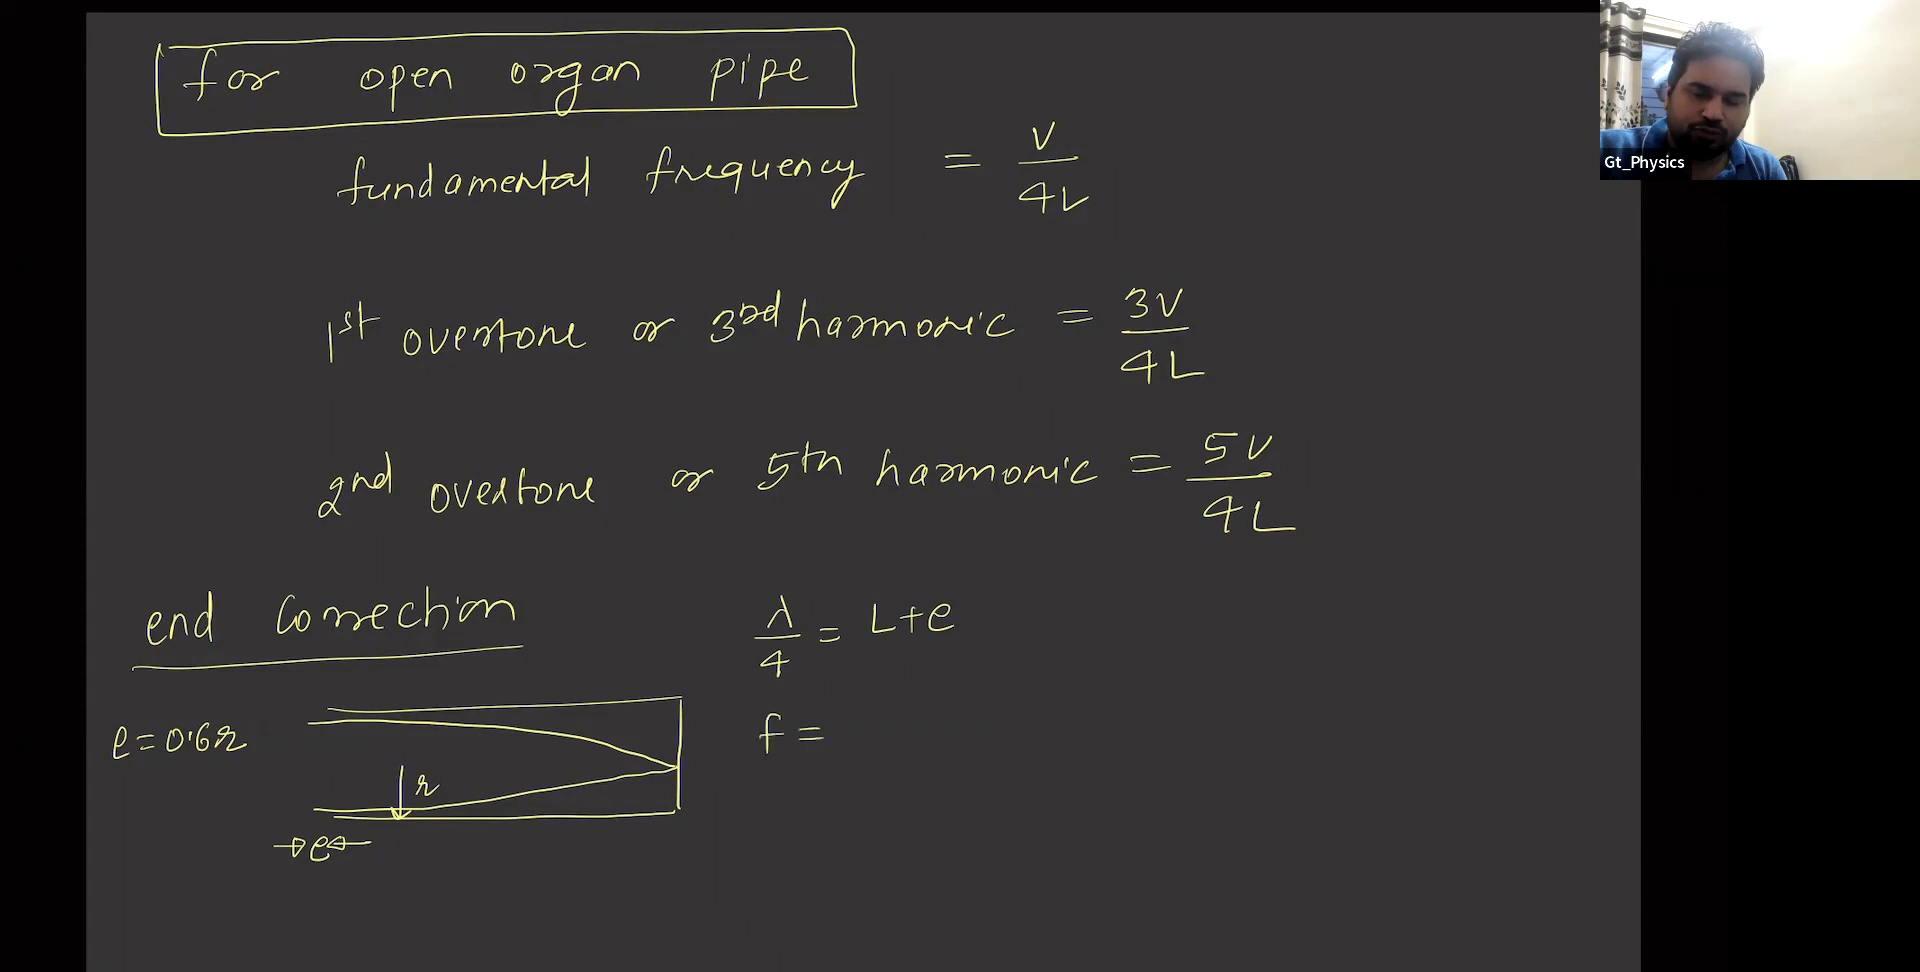 for open organ pipe
Gt_Physics
fundamental frequency = V/4L
1st overtone or 3rd harmonic = 3V/4L
2nd overtone or 5th harmonic = 5V/4L
end correction
λ/4 = L+e
e=0.6r
f =
r
e